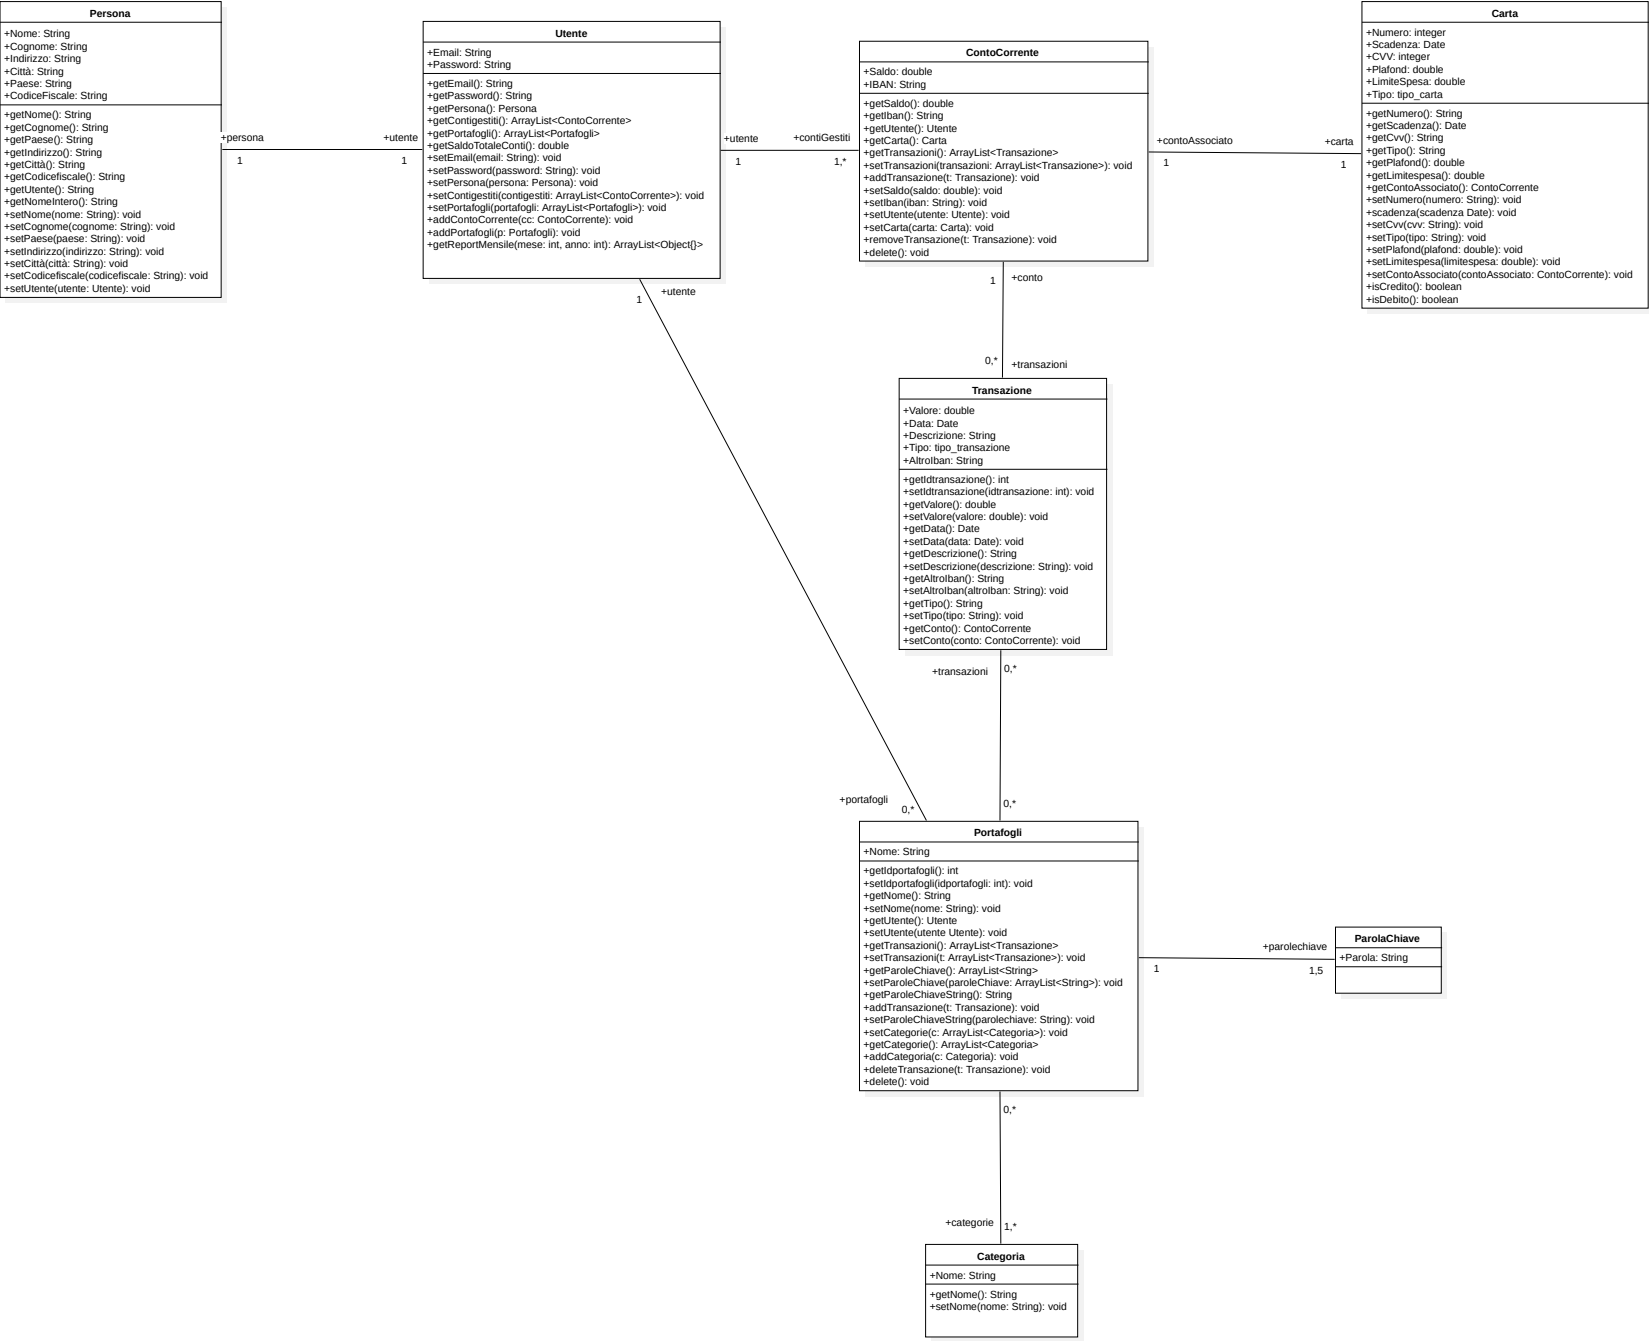 Persona
+Nome: String
+Cognome: String
+Indirizzo: String
+Città: String
+Paese: String
+CodiceFiscale: String
+getNome(): String
+getCognome(): String
+getPaese(): String
+getIndirizzo(): String
+getCittà(): String
+getCodicefiscale(): String
+getUtente(): String
+getNomeIntero(): String
+setNome(nome: String): void
+setCognome(cognome: String): void
+setPaese(paese: String): void
+setIndirizzo(indirizzo: String): void
+setCittà(città: String): void
+setCodicefiscale(codicefiscale: String): void
+setUtente(utente: Utente): void
+persona
1
+utente
1
Utente
+Email: String
+Password: String
+getEmail(): String
+getPassword(): String
+getPersona(): Persona
+getContigestiti(): ArrayList<ContoCorrente>
+getPortafogli(): ArrayList<Portafogli>
+getSaldoTotaleConti(): double
+setEmail(email: String): void
+setPassword(password: String): void
+setPersona(persona: Persona): void
+setContigestiti(contigestiti: ArrayList<ContoCorrente>): void
+setPortafogli(portafogli: ArrayList<Portafogli>): void
+addContoCorrente(cc: ContoCorrente): void
+addPortafogli(p: Portafogli): void
+getReportMensile(mese: int, anno: int): ArrayList<Object{}>
+utente
1
+contiGestiti
1,*
ContoCorrente
+Saldo: double
+IBAN: String
+getSaldo(): double
+getIban(): String
+getUtente(): Utente
+getCarta(): Carta
+getTransazioni(): ArrayList<Transazione>
+setTransazioni(transazioni: ArrayList<Transazione>): void
+addTransazione(t: Transazione): void
+setSaldo(saldo: double): void
+setIban(iban: String): void
+setUtente(utente: Utente): void
+setCarta(carta: Carta): void
+removeTransazione(t: Transazione): void
+delete(): void
+contoAssociato
1
+carta
1
Carta
+Numero: integer
+Scadenza: Date
+CVV: integer
+Plafond: double
+LimiteSpesa: double
+Tipo: tipo_carta
+getNumero(): String
+getScadenza(): Date
+getCvv(): String
+getTipo(): String
+getPlafond(): double
+getLimitespesa(): double
+getContoAssociato(): ContoCorrente
+setNumero(numero: String): void
+scadenza(scadenza Date): void
+setCvv(cvv: String): void
+setTipo(tipo: String): void
+setPlafond(plafond: double): void
+setLimitespesa(limitespesa: double): void
+setContoAssociato(contoAssociato: ContoCorrente): void
+isCredito(): boolean
+isDebito(): boolean
1
+utente
1
+conto
0,*
+transazioni
Transazione
+Valore: double
+Data: Date
+Descrizione: String
+Tipo: tipo_transazione
+AltroIban: String
+getIdtransazione(): int
+setIdtransazione(idtransazione: int): void
+getValore(): double
+setValore(valore: double): void
+getData(): Date
+setData(data: Date): void
+getDescrizione(): String
+setDescrizione(descrizione: String): void
+getAltroIban(): String
+setAltroIban(altroIban: String): void
+getTipo(): String
+setTipo(tipo: String): void
+getConto(): ContoCorrente
+setConto(conto: ContoCorrente): void
+transazioni
0,*
+portafogli
0,*
0,*
Portafogli
+Nome: String
+getIdportafogli(): int
+setIdportafogli(idportafogli: int): void
+getNome(): String
+setNome(nome: String): void
+getUtente(): Utente
+setUtente(utente Utente): void
+getTransazioni(): ArrayList<Transazione>
+setTransazioni(t: ArrayList<Transazione>): void
+getParoleChiave(): ArrayList<String>
+setParoleChiave(paroleChiave: ArrayList<String>): void
+getParoleChiaveString(): String
+addTransazione(t: Transazione): void
+setParoleChiaveString(parolechiave: String): void
+setCategorie(c: ArrayList<Categoria>): void
+getCategorie(): ArrayList<Categoria>
+addCategoria(c: Categoria): void
+deleteTransazione(t: Transazione): void
+delete(): void
1
+parolechiave
1,5
ParolaChiave
+Parola: String
0,*
+categorie
1,*
Categoria
+Nome: String
+getNome(): String
+setNome(nome: String): void